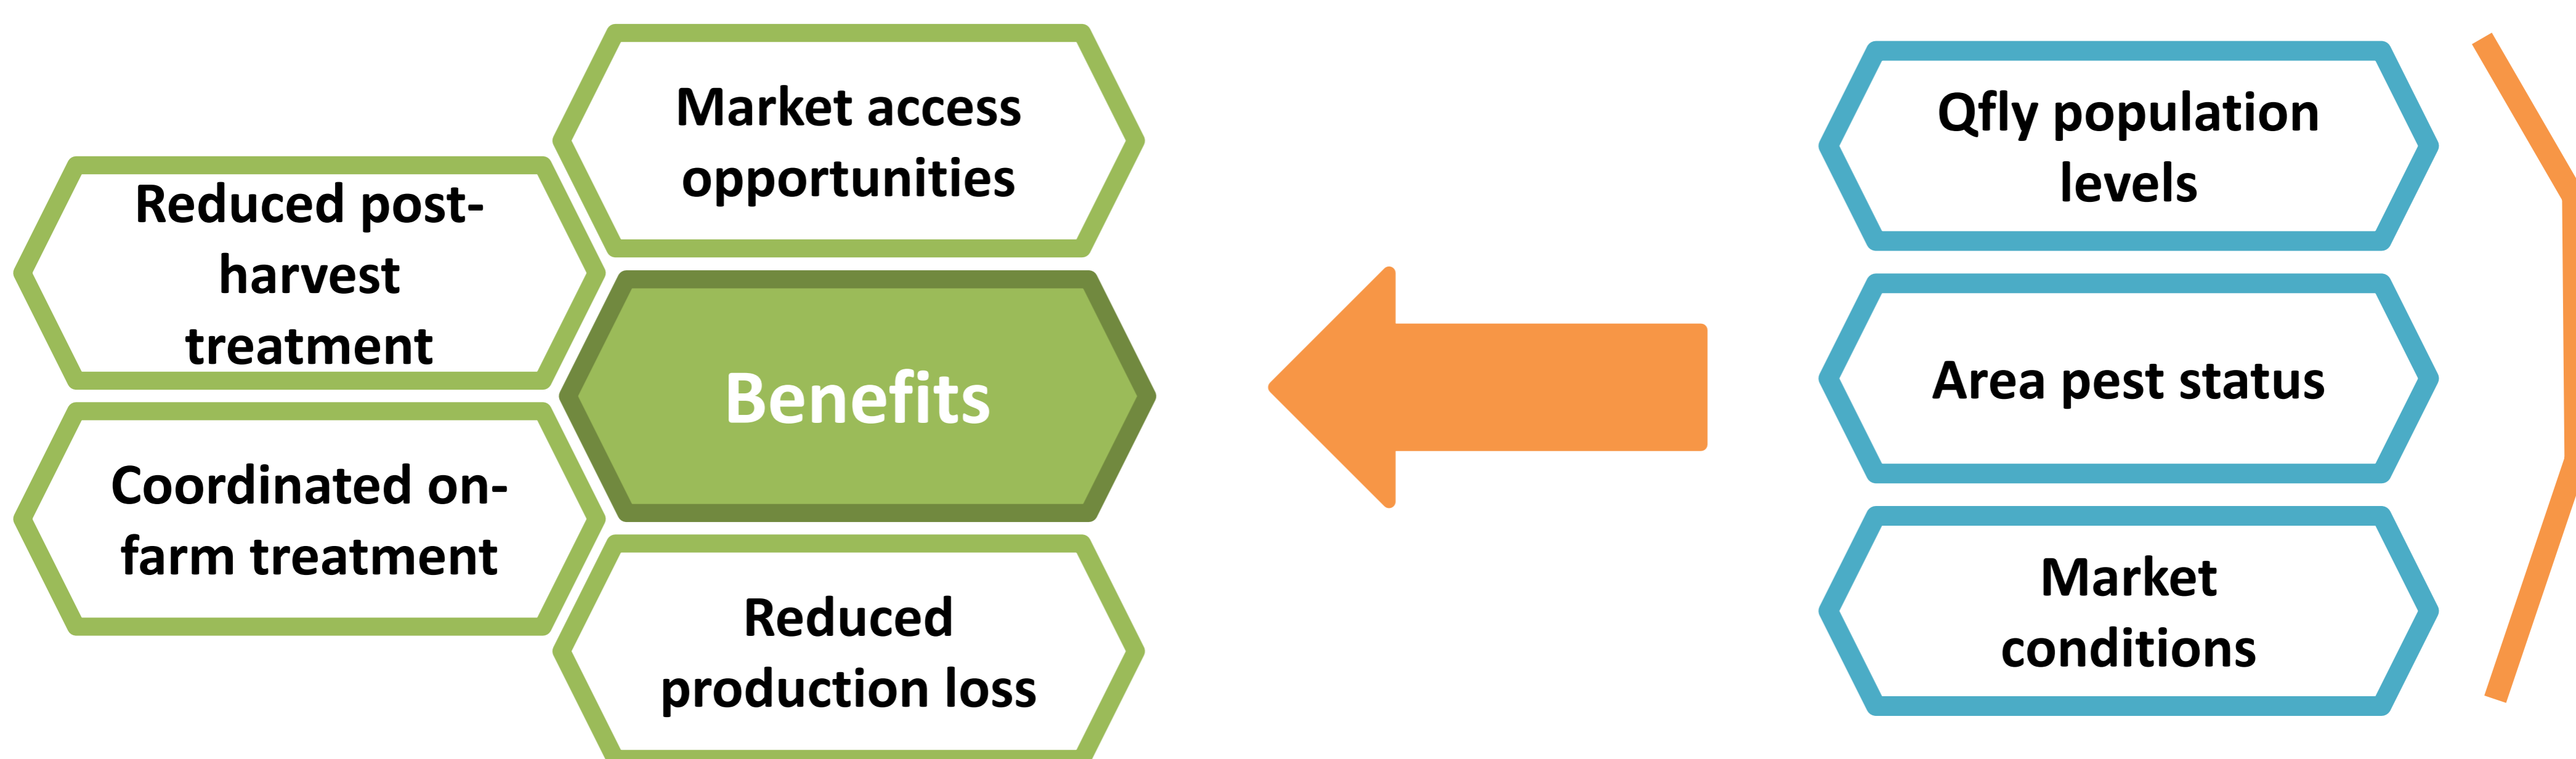 Market access
opportunities
Reduced post-
harvest
treatment
Benefits
Coordinated on-
farm treatment
Reduced
production loss
Qfly population
levels
Area pest status
Market
conditions